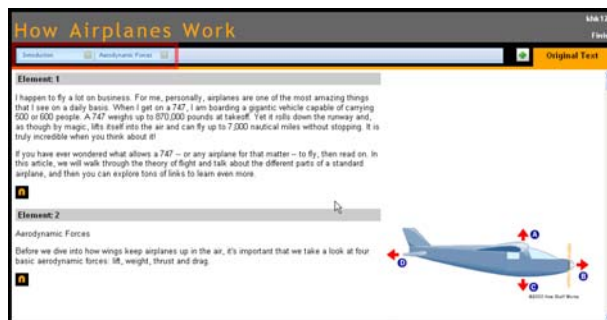 How Airplanes Work
Introduction
Aerodynamic Forces
Original Text
Element: 1
I happen to fly a lot on business. For me, personally, airplanes are one of the most amazing things
that I see on a daily basis. When I get on a 747, I am boarding a gigantic vehicle capable of carrying
500 or 600 people. A 747 weighs up to 870,000 pounds at takeoff. Yet it rolls down the runway and,
as though by magic, lifts itself into the air and can fly up to 7,000 nautical miles without stopping. It is
truly incredible when you think about it!
If you have ever wondered what allows a 747 -- or any airplane for that matter -- to fly, then read on. In
this article, we will walk through the theory of flight and talk about the different parts of a standard
airplane, and then you can explore tons of links to learn even more.
Element: 2
Aerodynamic Forces
Before we dive into how wings keep airplanes up in the air, it's important that we take a look at four
basic aerodynamic forces: lift, weight, thrust and drag.
A
D
B
C
How Stuff Works